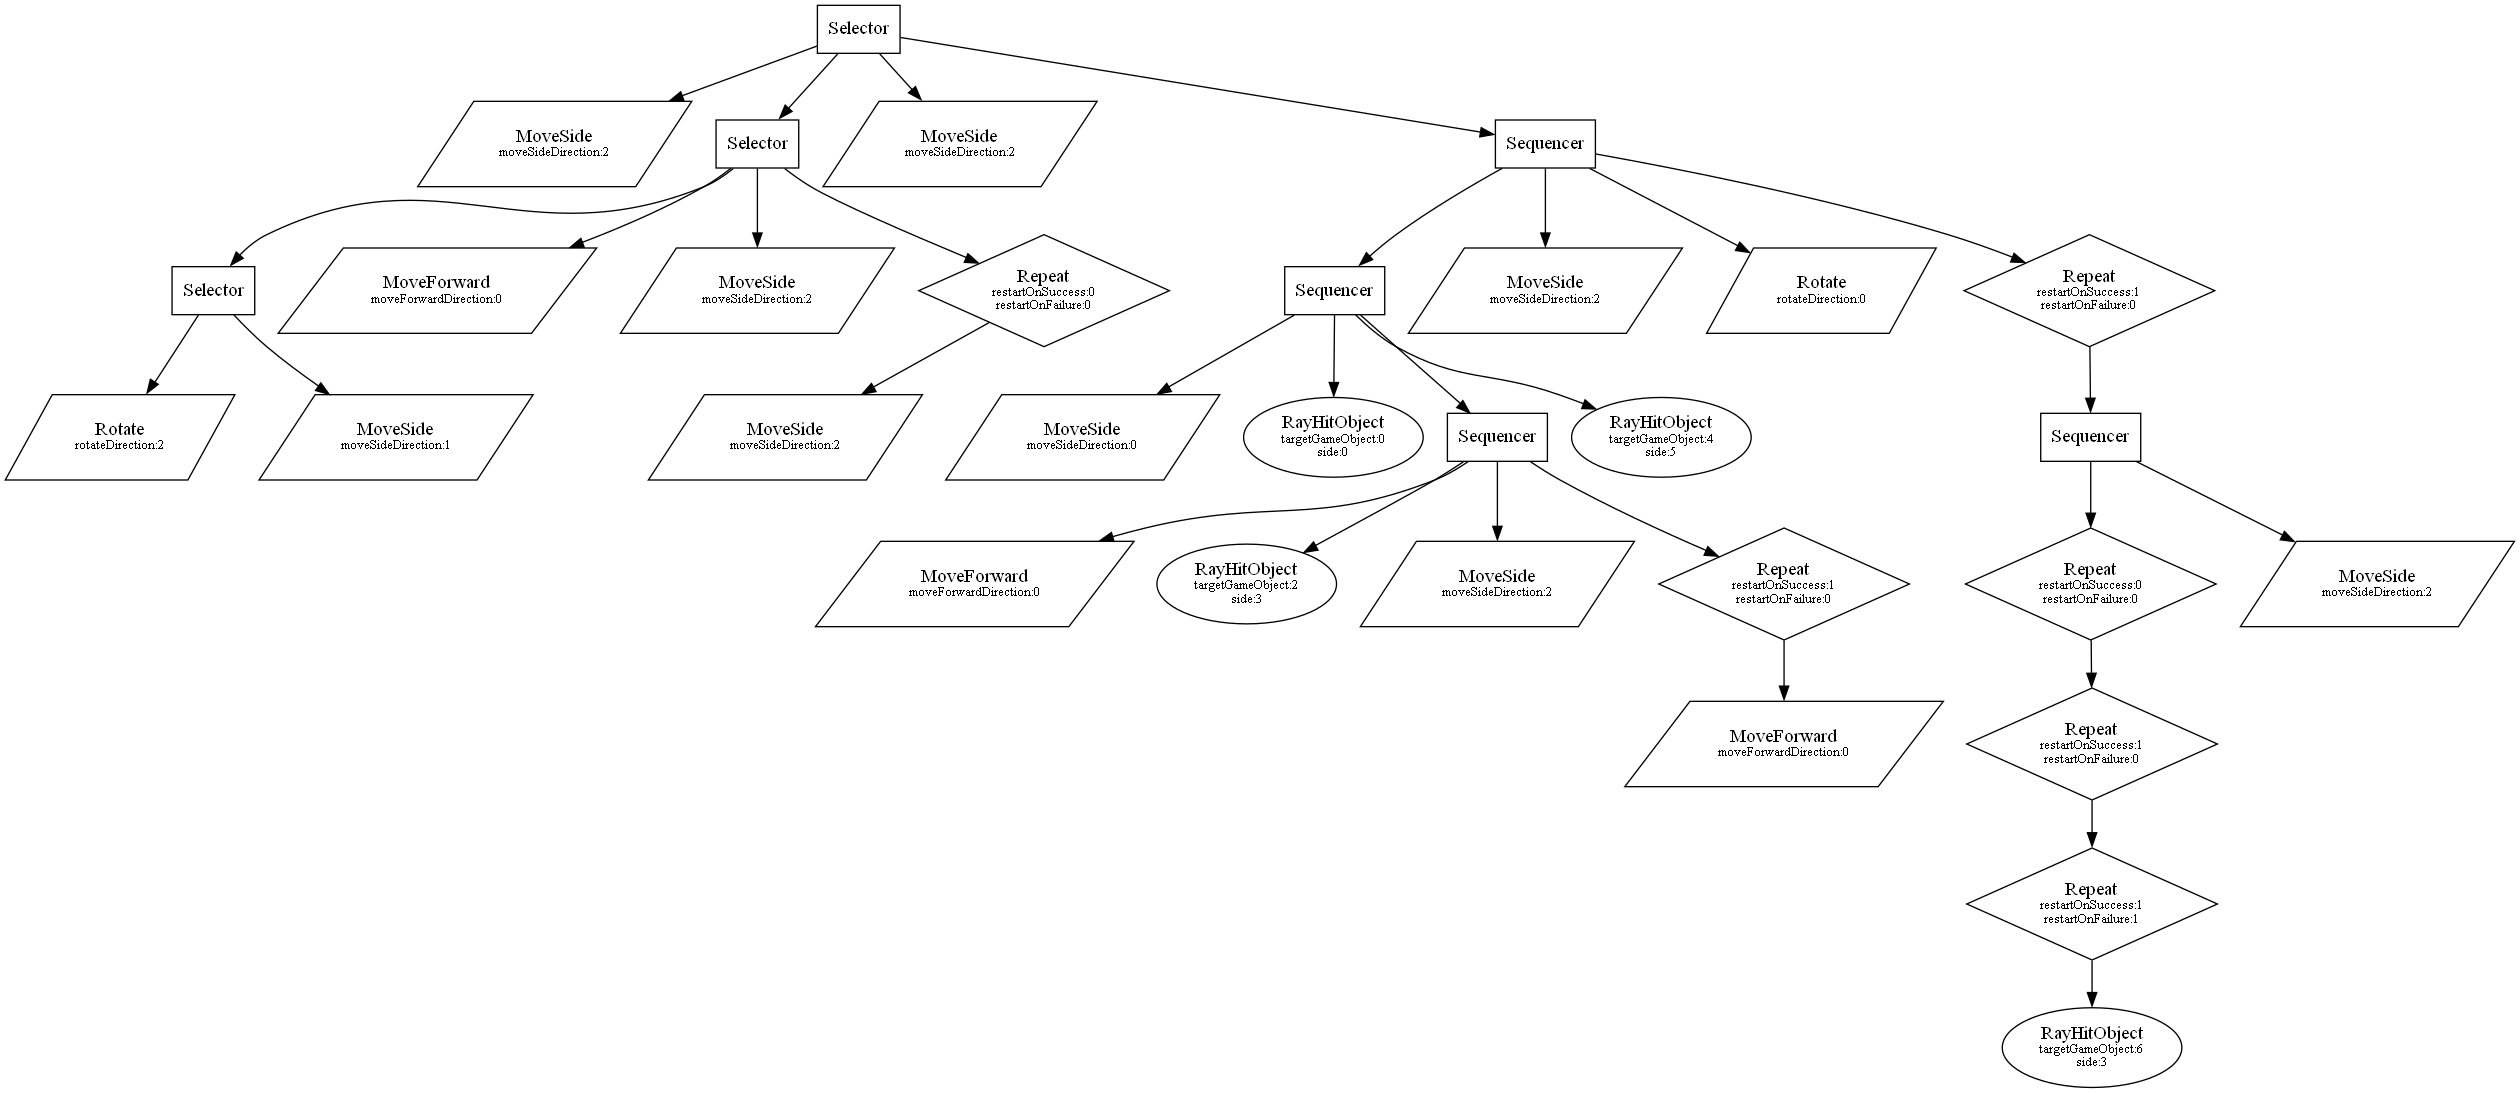 Selector
MoveSide
moveSideDirection:2
Selector
MoveSide
moveSideDirection:2
Sequencer
Selector
MoveForward
moveForwardDirection:0
MoveSide
moveSideDirection:2
Repeat
restartOnSuccess:0
restartOnFailure:0
Sequencer
MoveSide
moveSideDirection:2
Rotate
rotateDirection:0
Repeat
restartOnSuccess:1
restartOnFailure:0
Rotate
rotateDirection:2
MoveSide
moveSideDirection:1
MoveSide
moveSideDirection:2
MoveSide
moveSideDirection:0
RayHitObject
targetGameObject:0
side:0
Sequencer
RayHitObject
targetGameObject:4
side:5
Sequencer
MoveForward
moveForwardDirection:0
RayHitObject
targetGameObject:2
side:3
MoveSide
moveSideDirection:2
Repeat
restartOnSuccess:1
restartOnFailure:0
Repeat
restartOnSuccess:0
restartOnFailure:0
MoveSide
moveSideDirection:2
MoveForward
moveForwardDirection:0
Repeat
restartOnSuccess:1
restartOnFailure:0
Repeat
restartOnSuccess:1
restartOnFailure:1
RayHitObject
targetGameObject:6
side:3